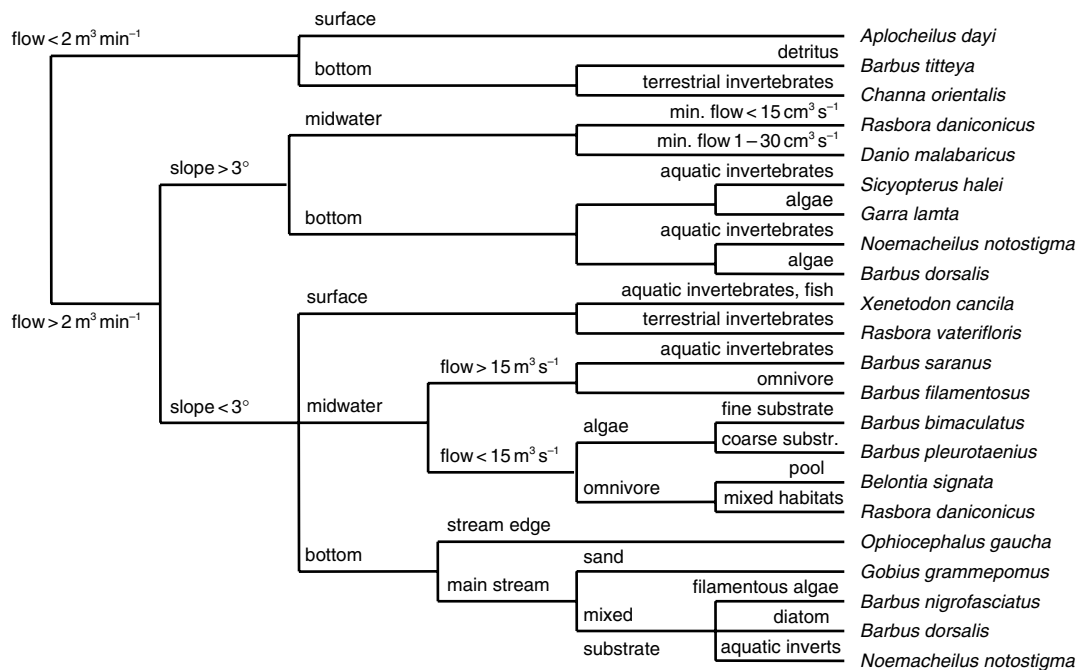 surface
flow < 2 m³ min⁻¹
Aplocheilus dayi
detritus
bottom
Barbus titteya
terrestrial invertebrates
Channa orientalis
min. flow < 15 cm³ s⁻¹
midwater
Rasbora daniconicus
min. flow 1 – 30 cm³ s⁻¹
Danio malabaricus
slope > 3°
aquatic invertebrates
Sicyopterus halei
algae
bottom
Garra lamta
aquatic invertebrates
Noemacheilus notostigma
algae
Barbus dorsalis
surface
aquatic invertebrates, fish
Xenetodon cancila
flow > 2 m³ min⁻¹
terrestrial invertebrates
Rasbora vaterifloris
aquatic invertebrates
flow > 15 m³ s⁻¹
Barbus saranus
omnivore
Barbus filamentosus
slope < 3°
midwater
fine substrate
algae
Barbus bimaculatus
coarse substr.
flow < 15 m³ s⁻¹
Barbus pleurotaenius
pool
Belontia signata
omnivore
mixed habitats
Rasbora daniconicus
stream edge
Ophiocephalus gaucha
bottom
sand
Gobius grammepomus
main stream
filamentous algae
Barbus nigrofasciatus
mixed
diatom
Barbus dorsalis
substrate
aquatic inverts
Noemacheilus notostigma